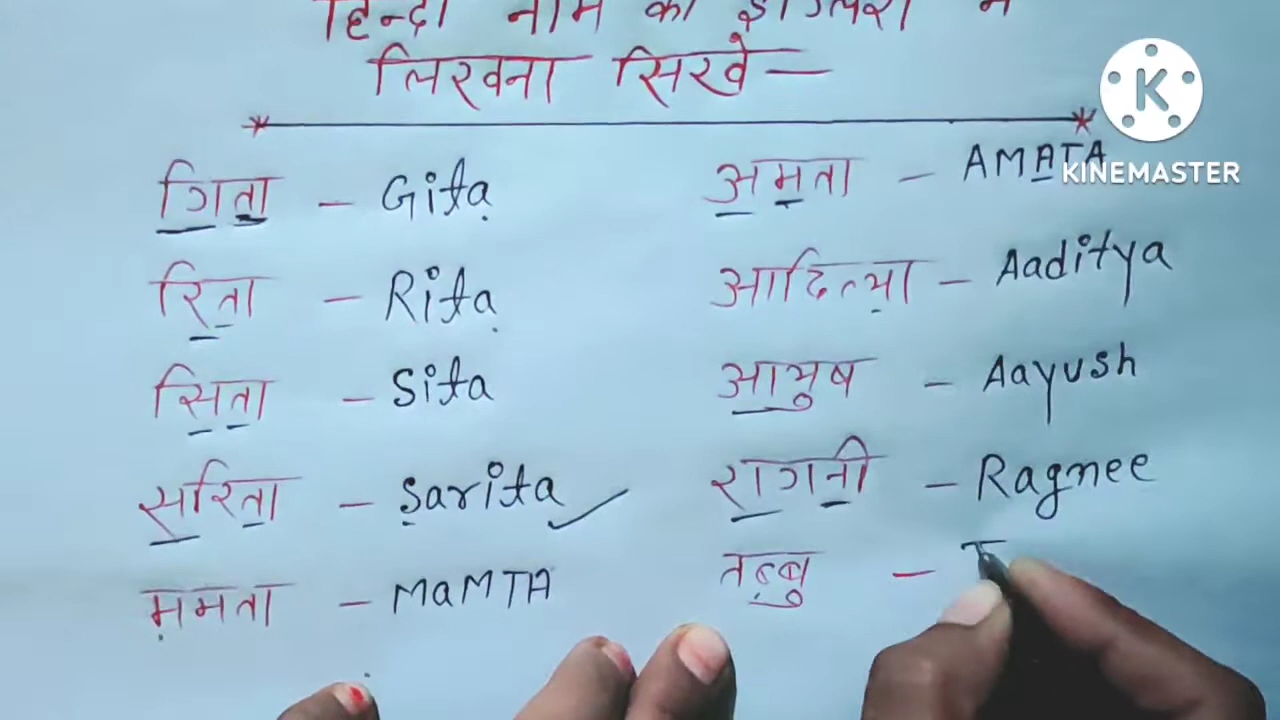 हिन्दी नाम को इंग्लिश में
लिखना सिखे—
K
KINEMASTER
गिता – Gita
रिता – Rita
सिता – Sita
सरिता – Sarita
ममता – MaMTA
अमता – AMATA
आदित्या – Aaditya
आयुष – Aayush
रागनी – Ragnee
तब्बु – T